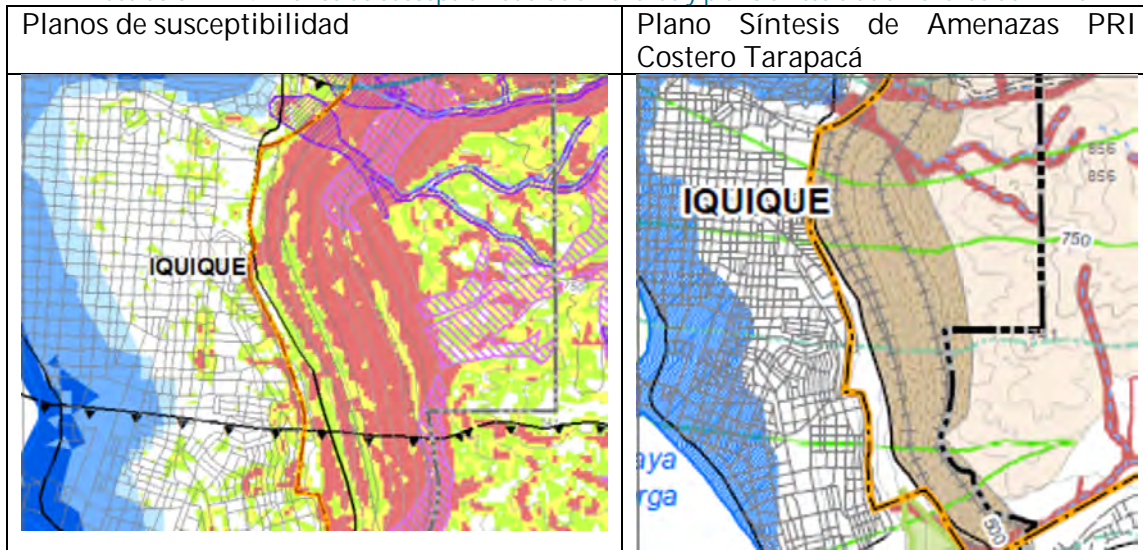 Planos de susceptibilidad
Plano Síntesis de Amenazas PRI
Costero Tarapacá
IQUIQUE
IQUIQUE
856
856
750
aya
rga
500